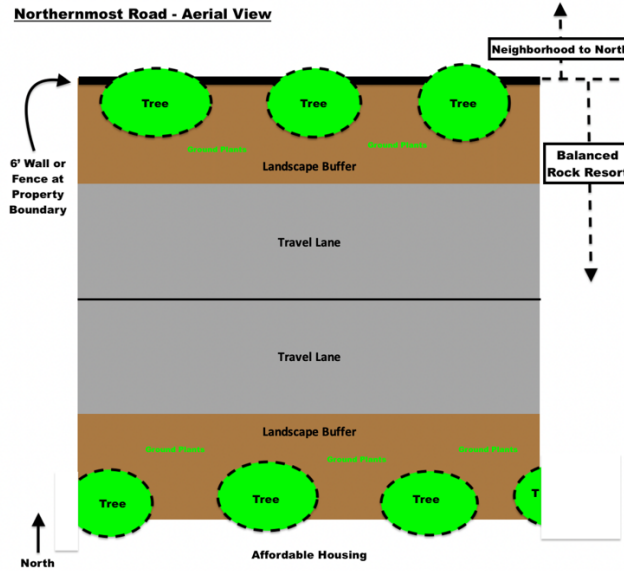 Northernmost Road - Aerial View
Neighborhood to North
Tree
Tree
Tree
Ground Plants
Ground Plants
6' Wall or
Fence at
Property
Boundary
Landscape Buffer
Balanced
Rock Resort
Travel Lane
Travel Lane
Landscape Buffer
Ground Plants
Ground Plants
Ground Plants
Tree
Tree
Tree
T
Affordable Housing
North